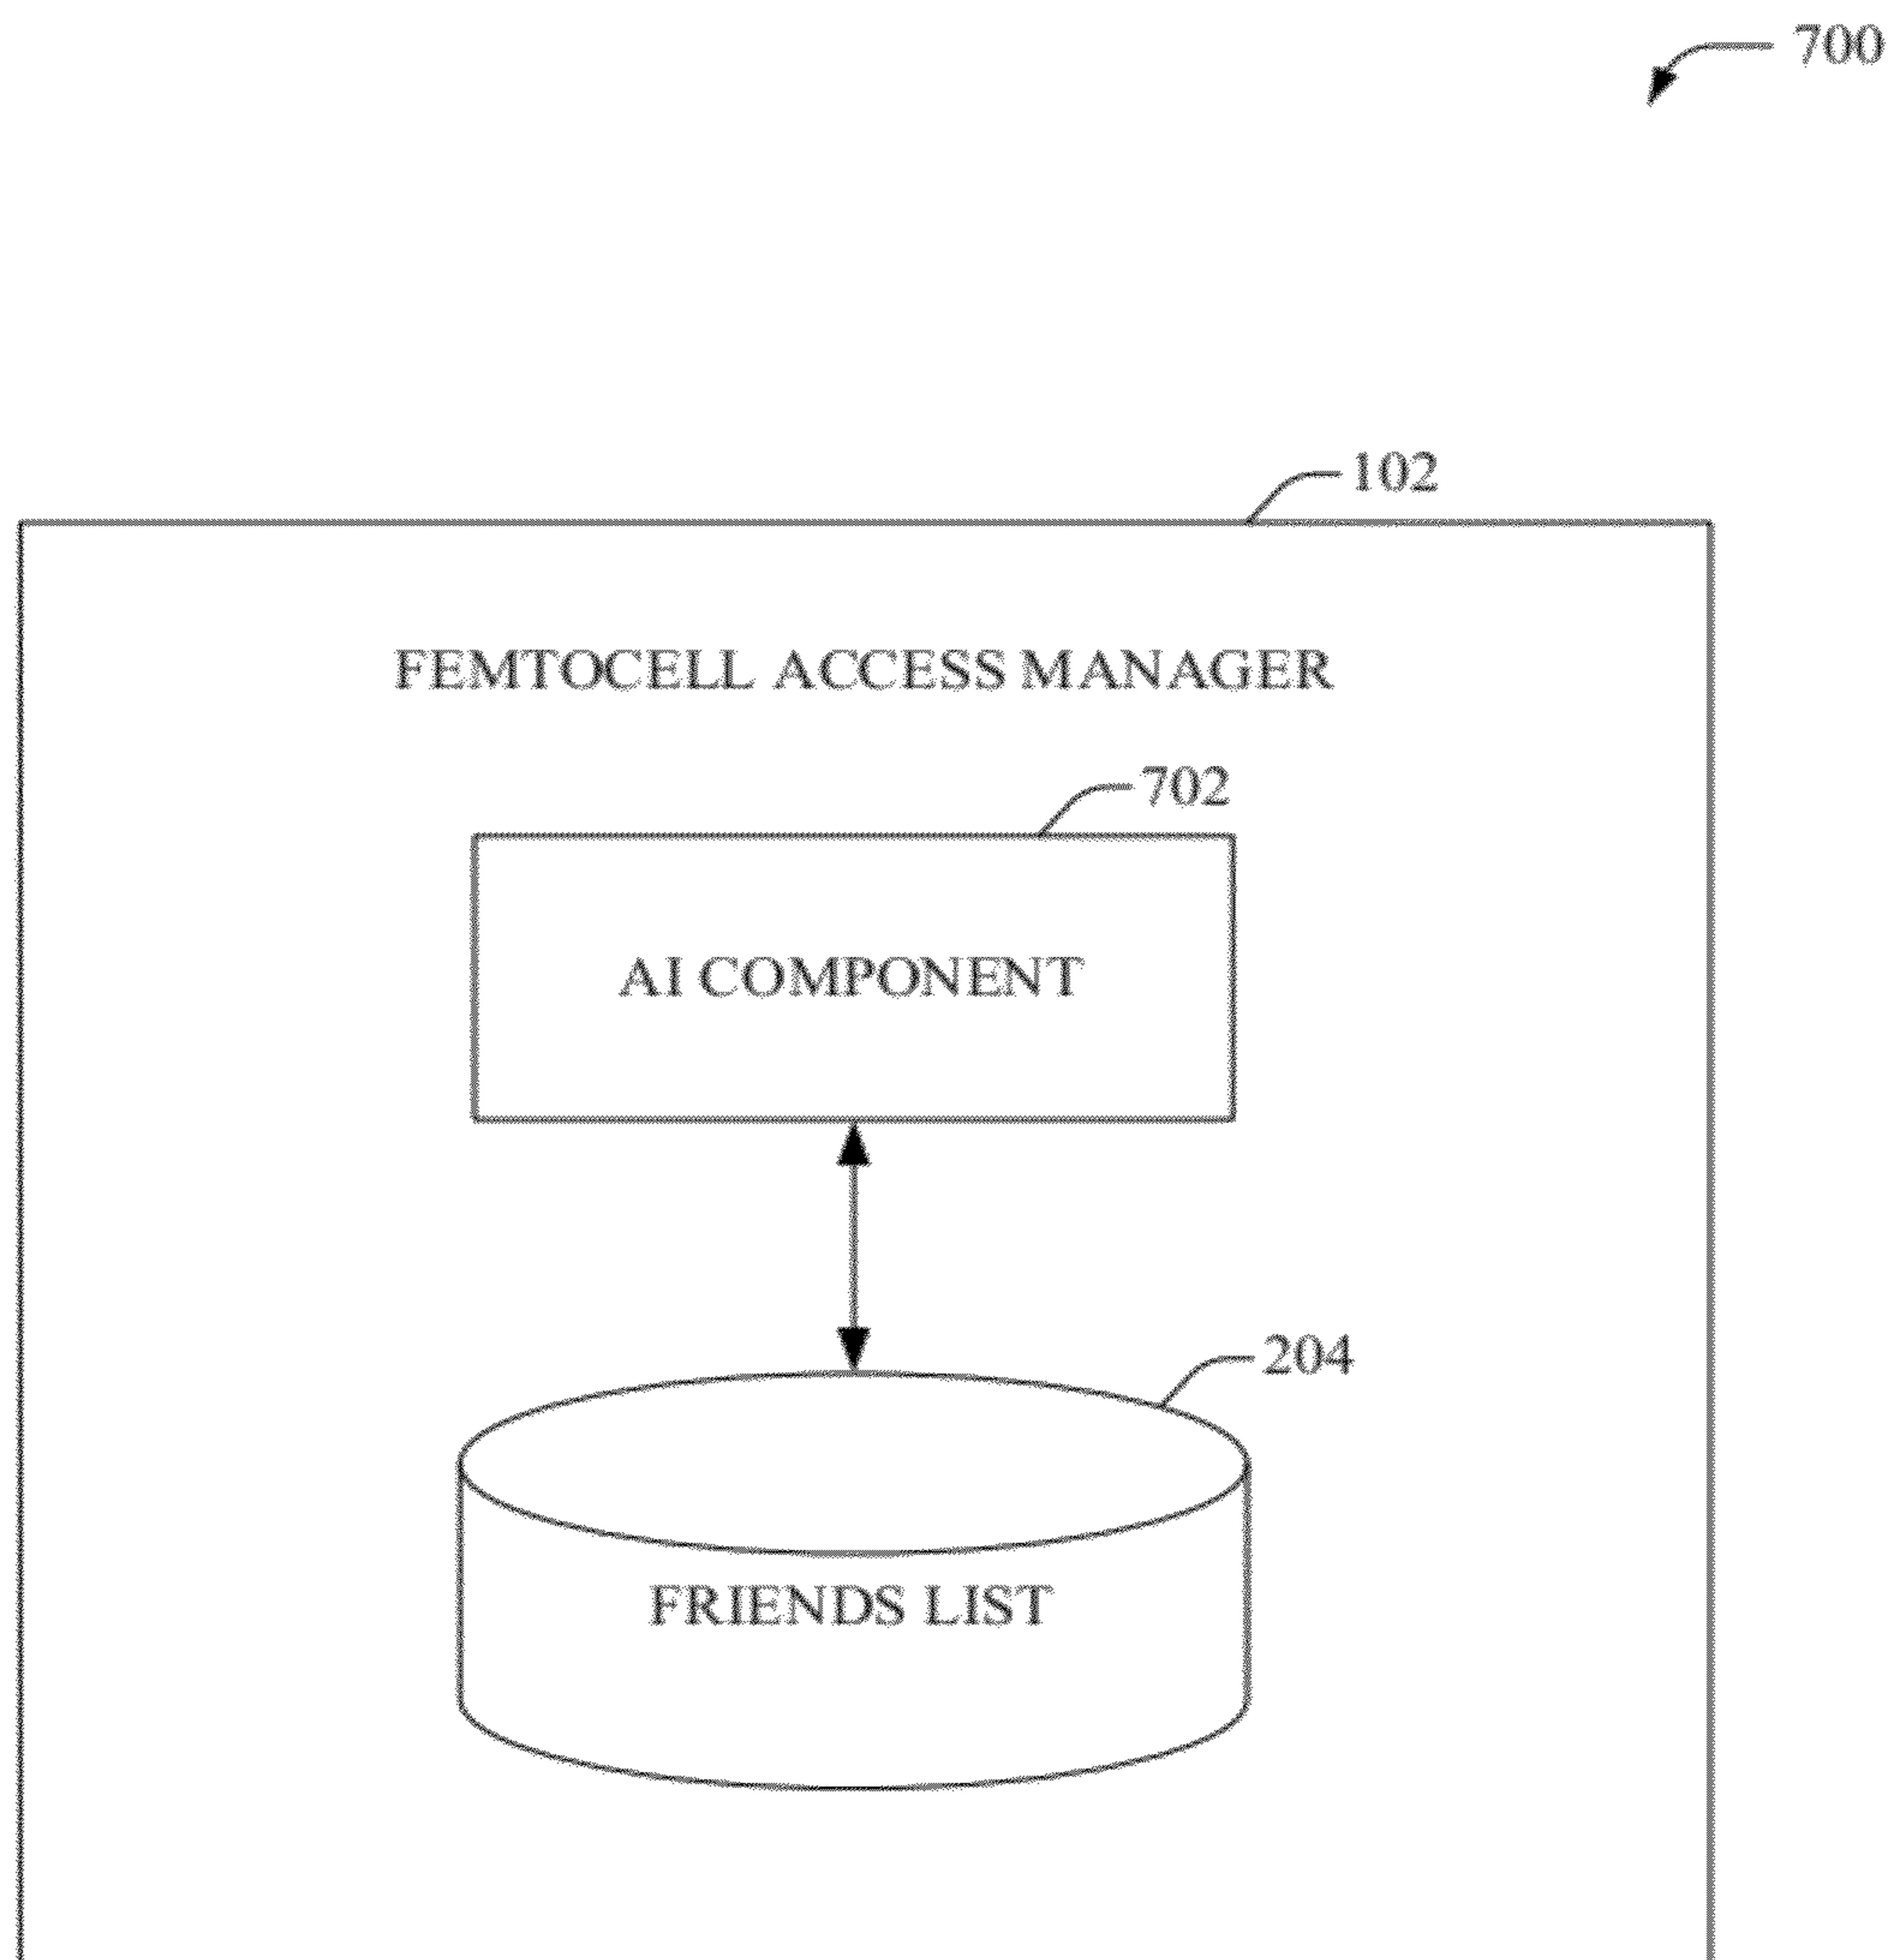 700
102
FEMTOCELL ACCESS MANAGER
702
AI COMPONENT
204
FRIENDS LIST